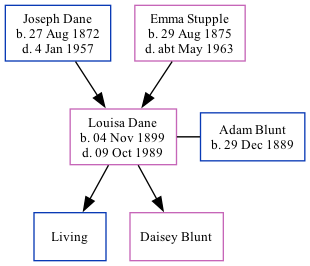 Joseph Dane
b. 27 Aug 1872
d. 4 Jan 1957
Emma Stupple
b. 29 Aug 1875
d. abt May 1963
Louisa Dane
b. 04 Nov 1899
d. 09 Oct 1989
Adam Blunt
b. 29 Dec 1889
Living
Daisey Blunt